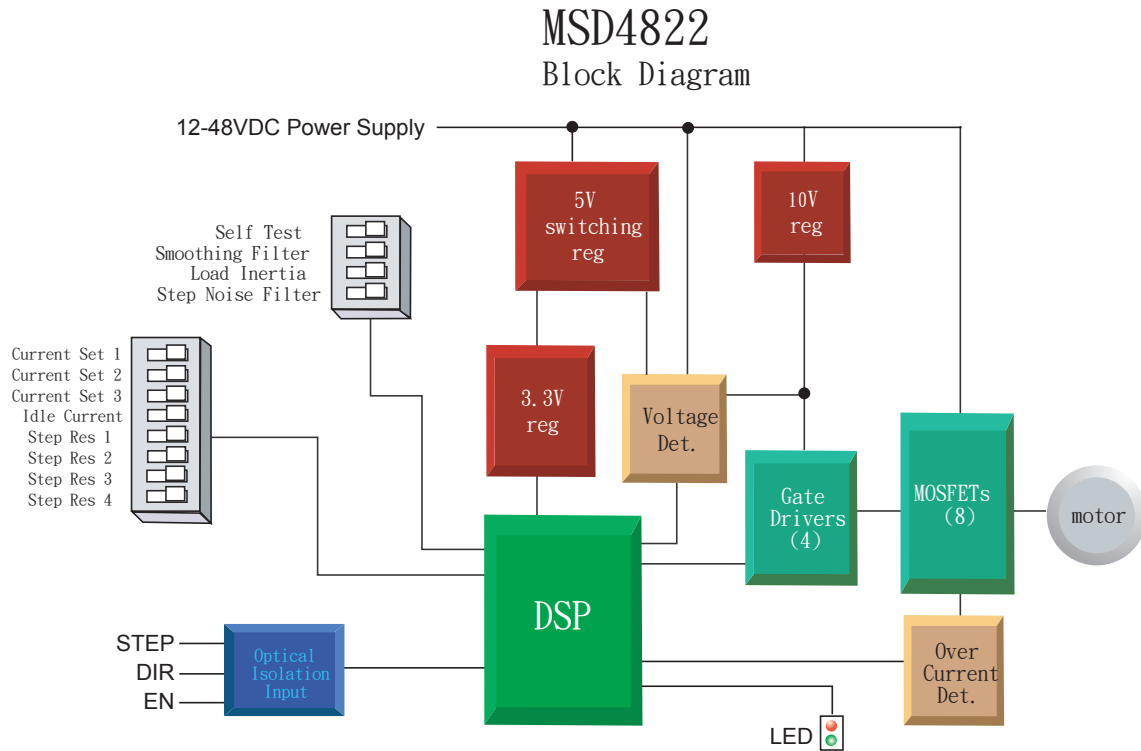 MSD4822
Block Diagram
12-48VDC Power Supply
5V
switching
reg
10V
reg
Self Test
Smoothing Filter
Load Inertia
Step Noise Filter
Current Set 1
Current Set 2
Current Set 3
Idle Current
Step Res 1
Step Res 2
Step Res 3
Step Res 4
3.3V
reg
Voltage
Det.
Gate
Drivers
(4)
MOSFETs
(8)
motor
DSP
STEP
DIR
EN
Optical
Isolation
Input
Over
Current
Det.
LED